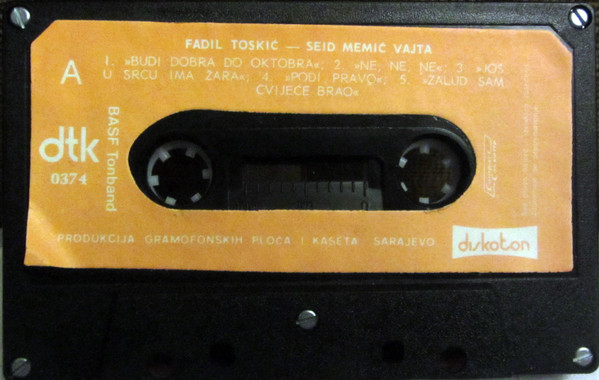 FADIL TOSKIĆ — SEID MEMIĆ VAJTA
1. »BUDI DOBRA DO OKTOBRA«; 2. »NE, NE, NE«; 3. »JOŠ
U SRCU IMA ŽARA«; 4. »PODI PRAVO«; 5. »ZALUD SAM
CVIJEĆE BRAO«
A
dtk
0374
BASF Tonband
PRODUKCIJA GRAMOFONSKIH PLOČA I KASETA SARAJEVO
diskoton